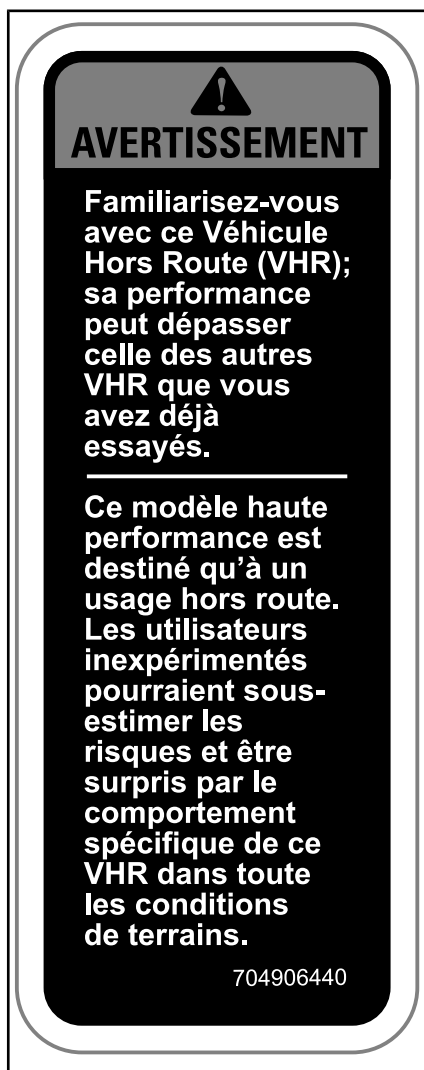 AVERTISSEMENT
Familiarisez-vous
avec ce Véhicule
Hors Route (VHR);
sa performance
peut dépasser
celle des autres
VHR que vous
avez déjà
essayés.
Ce modèle haute
performance est
destiné qu’à un
usage hors route.
Les utilisateurs
inexpérimentés
pourraient sous-
estimer les
risques et être
surpris par le
comportement
spécifique de ce
VHR dans toute
les conditions
de terrains.
704906440